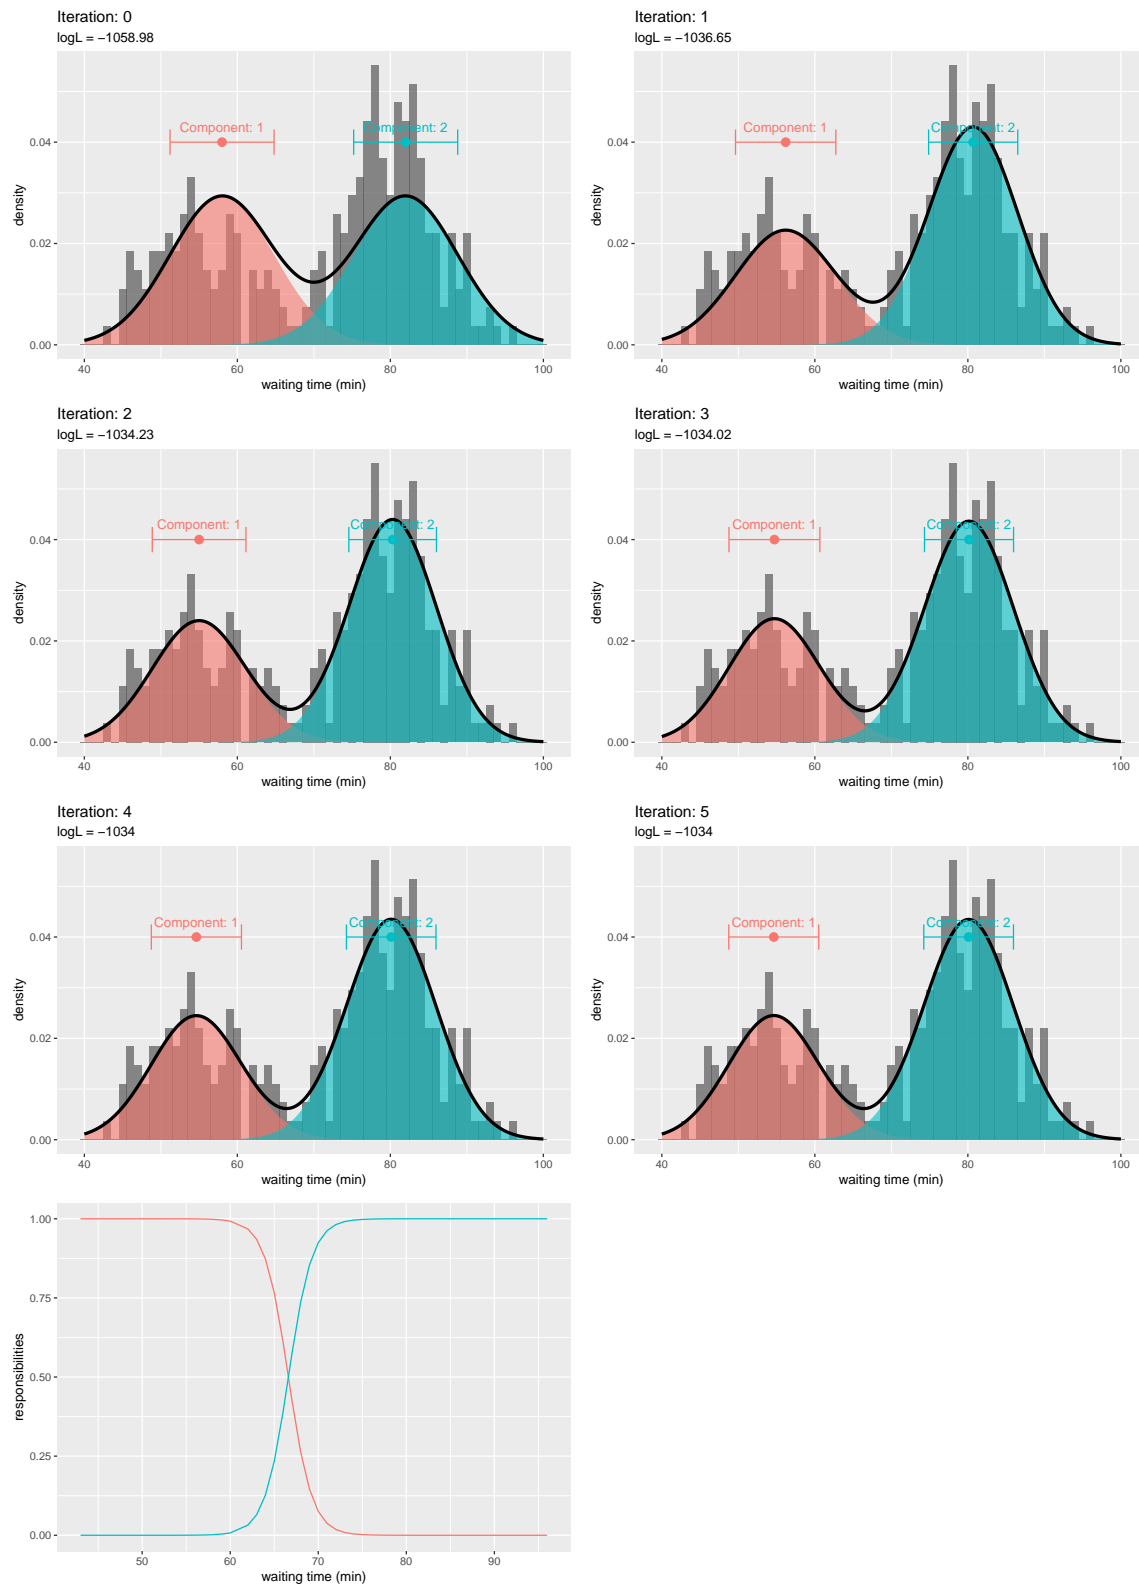 Iteration: 0
logL = −1058.98
Component: 1
Component: 2
0.04
0.02
0.00
density
40 60 80 100
waiting time (min)
Iteration: 1
logL = −1036.65
Component: 1
Component: 2
0.04
0.02
0.00
density
40 60 80 100
waiting time (min)
Iteration: 2
logL = −1034.23
Component: 1
Component: 2
0.04
0.02
0.00
density
40 60 80 100
waiting time (min)
Iteration: 3
logL = −1034.02
Component: 1
Component: 2
0.04
0.02
0.00
density
40 60 80 100
waiting time (min)
Iteration: 4
logL = −1034
Component: 1
Component: 2
0.04
0.02
0.00
density
40 60 80 100
waiting time (min)
Iteration: 5
logL = −1034
Component: 1
Component: 2
0.04
0.02
0.00
density
40 60 80 100
waiting time (min)
1.00
0.75
0.50
0.25
0.00
responsibilities
50 60 70 80 90
waiting time (min)